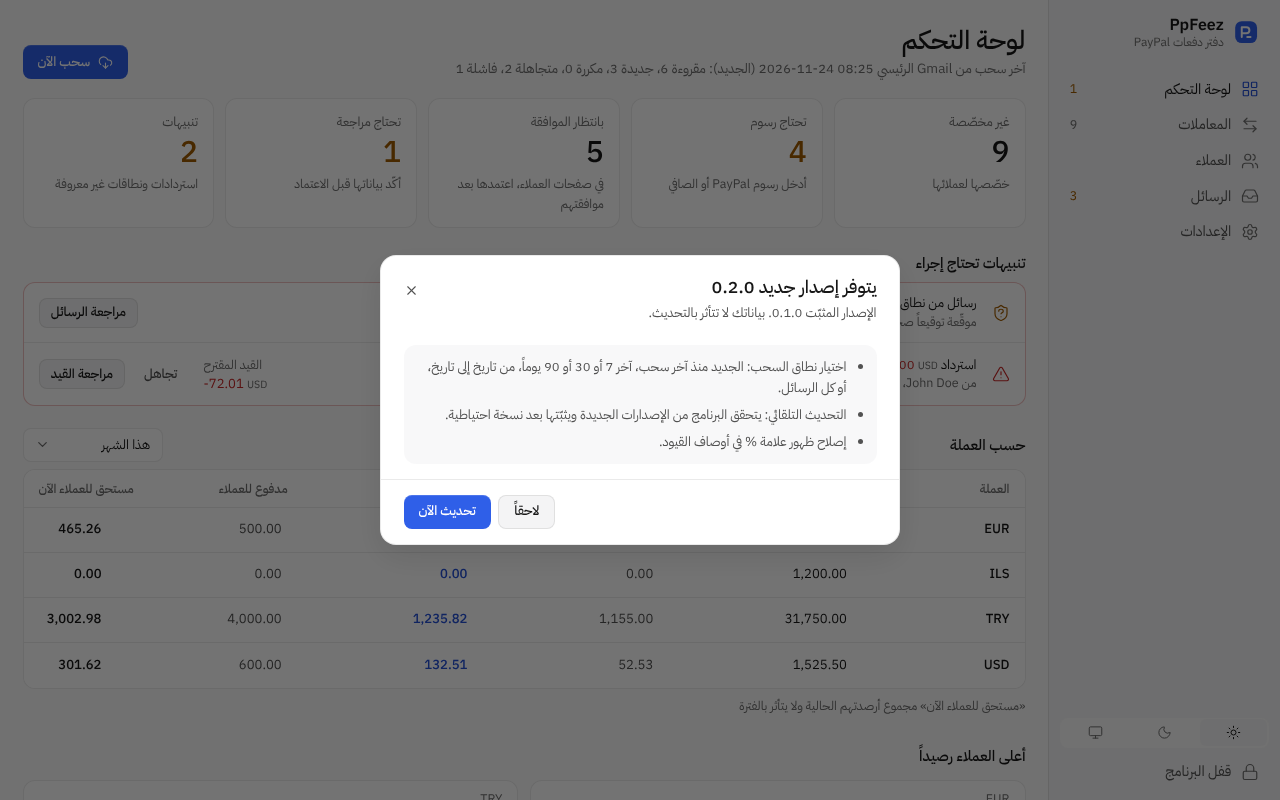 PpFeez
دفتر دفعات PayPal
لوحة التحكم
1
المعاملات
9
العملاء
الرسائل
3
الإعدادات
قفل البرنامج
لوحة التحكم
آخر سحب من Gmail الرئيسي 08:25 24-11-2026 (الجديد): مقروءة 6، جديدة 3، مكررة 0، متجاهلة 2، فاشلة 1
سحب الآن
غير مخصّصة
9
خصّصها لعملائها
تحتاج رسوم
4
أدخل رسوم PayPal أو الصافي
بانتظار الموافقة
5
في صفحات العملاء، اعتمدها بعد
موافقتهم
تحتاج مراجعة
1
أكّد بياناتها قبل الاعتماد
تنبيهات
2
استردادات ونطاقات غير معروفة
تنبيهات تحتاج إجراء
رسائل من نطاق
موقّعة توقيعاً
مراجعة الرسائل
استرداد USD
من John Doe،
القيد المقترح
-72.01 USD
تجاهل
مراجعة القيد
يتوفر إصدار جديد 0.2.0
الإصدار المثبّت 0.1.0. بياناتك لا تتأثر بالتحديث.
• اختيار نطاق السحب: الجديد منذ آخر سحب، آخر 7 أو 30 أو 90 يوماً، من تاريخ إلى تاريخ،
أو كل الرسائل.
• التحديث التلقائي: يتحقق البرنامج من الإصدارات الجديدة ويثبّتها بعد نسخة احتياطية.
• إصلاح ظهور علامة % في أوصاف القيود.
لاحقاً
تحديث الآن
حسب العملة
هذا الشهر
العملة
مدفوع للعملاء
مستحق للعملاء الآن
EUR
500.00
465.26
ILS
1,200.00
0.00
0.00
0.00
0.00
TRY
31,750.00
1,155.00
1,235.82
4,000.00
3,002.98
USD
1,525.50
52.53
132.51
600.00
301.62
«مستحق للعملاء الآن» مجموع أرصدتهم الحالية ولا يتأثر بالفترة
أعلى العملاء رصيداً
EUR
TRY